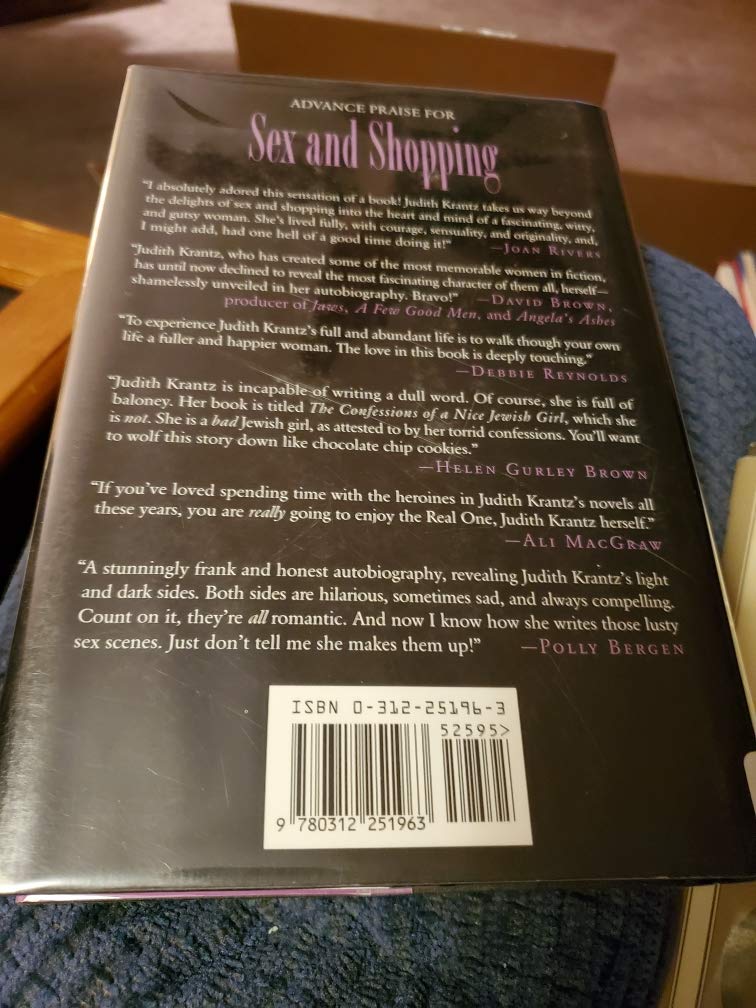 ADVANCE PRAISE FOR
Sex and Shopping
“I absolutely adored this sensation of a book! Judith Krantz takes us way beyond
the delights of sex and shopping into the heart and mind of a fascinating, witty,
and gutsy woman. She’s lived fully, with courage, sensuality, and originality, and,
I might add, had one hell of a good time doing it!” —JOAN RIVERS
“Judith Krantz, who has created some of the most memorable women in fiction,
has until now declined to reveal the most fascinating character of them all, herself—
shamelessly unveiled in her autobiography. Bravo!” —DAVID BROWN,
producer of Jaws, A Few Good Men, and Angela’s Ashes
“To experience Judith Krantz’s full and abundant life is to walk though your own
life a fuller and happier woman. The love in this book is deeply touching.”
—DEBBIE REYNOLDS
“Judith Krantz is incapable of writing a dull word. Of course, she is full of
baloney. Her book is titled The Confessions of a Nice Jewish Girl, which she
is not. She is a bad Jewish girl, as attested to by her torrid confessions. You’ll want
to wolf this story down like chocolate chip cookies.”
—HELEN GURLEY BROWN
“If you’ve loved spending time with the heroines in Judith Krantz’s novels all
these years, you are really going to enjoy the Real One, Judith Krantz herself.”
—ALI MACGRAW
“A stunningly frank and honest autobiography, revealing Judith Krantz’s light
and dark sides. Both sides are hilarious, sometimes sad, and always compelling.
Count on it, they’re all romantic. And now I know how she writes those lusty
sex scenes. Just don’t tell me she makes them up!” —POLLY BERGEN
ISBN 0-312-25196-3
52595>
9 780312 251963